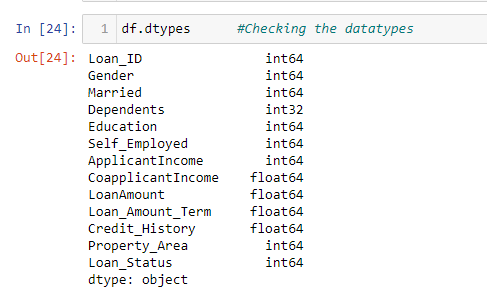 In [24]: 1 df.dtypes #Checking the datatypes
Out[24]: Loan_ID int64
Gender int64
Married int64
Dependents int32
Education int64
Self_Employed int64
ApplicantIncome int64
CoapplicantIncome float64
LoanAmount float64
Loan_Amount_Term float64
Credit_History float64
Property_Area int64
Loan_Status int64
dtype: object